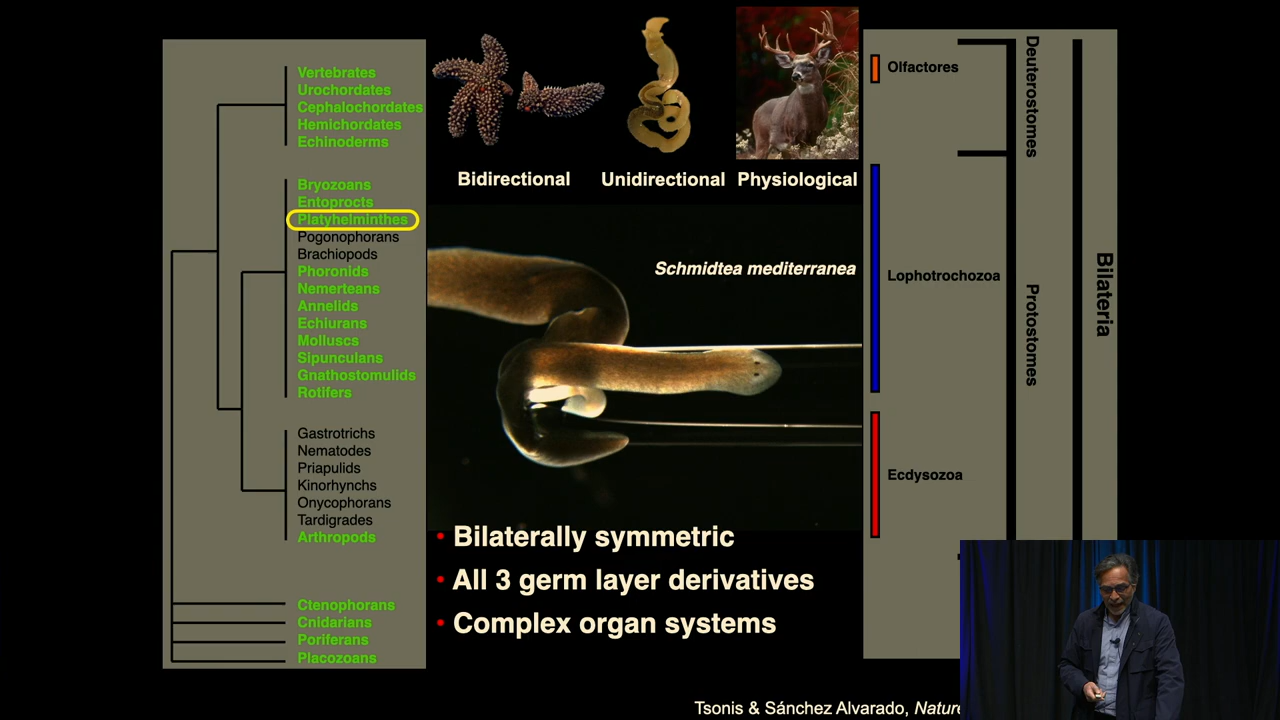 Vertebrates
Urochordates
Cephalochordates
Hemichordates
Echinoderms
Bryozoans
Entoprocts
Platyhelminthes
Pogonophorans
Brachiopods
Phoronids
Nemerteans
Annelids
Echiurans
Molluscs
Sipunculans
Gnathostomulids
Rotifers
Gastrotrichs
Nematodes
Priapulids
Kinorhynchs
Onycophorans
Tardigrades
Arthropods
Ctenophorans
Cnidarians
Poriferans
Placozoans
Bidirectional
Unidirectional
Physiological
Schmidtea mediterranea
• Bilaterally symmetric
• All 3 germ layer derivatives
• Complex organ systems
Olfactores
Lophotrochozoa
Ecdysozoa
Deuterostomes
Protostomes
Bilateria
Tsonis & Sánchez Alvarado, Nature